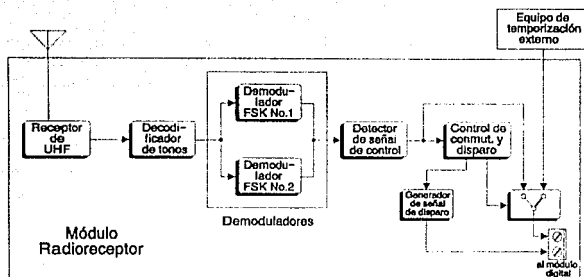 Equipo de
temporización
externo
Receptor
de
UHF
Decodi-
ficador
de tonos
Demodu-
lador
FSK No.1
Demodu-
lador
FSK No.2
Demoduladores
Detector
de señal
de control
Control de
conmut. y
disparo
Generador
de señal
de disparo
al módulo
digital
Módulo
Radioreceptor